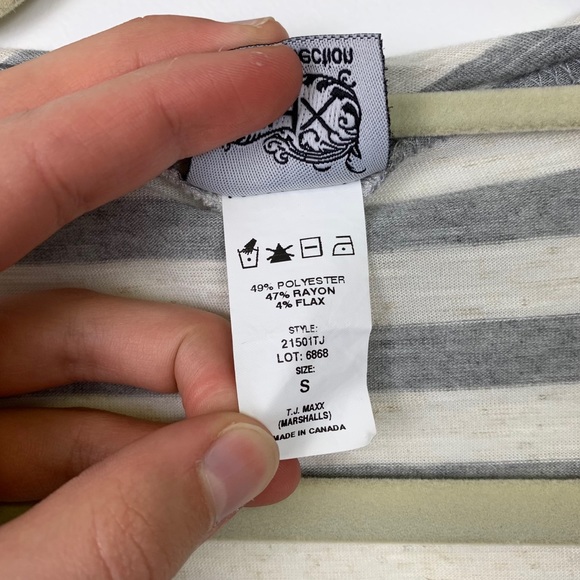 49% POLYESTER
47% RAYON
4% FLAX
STYLE:
21501TJ
LOT: 6868
SIZE:
S
T.J. MAXX
(MARSHALLS)
MADE IN CANADA